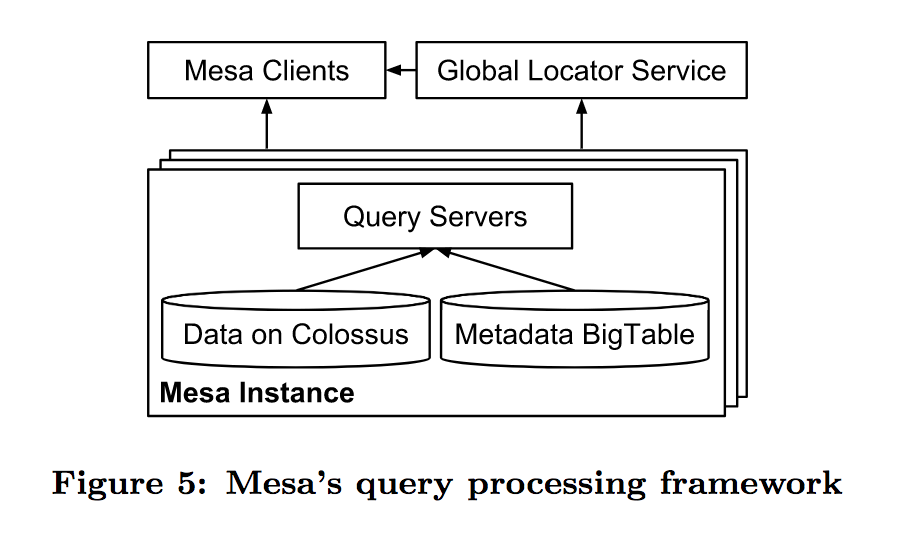 Mesa Clients
Global Locator Service
Query Servers
Data on Colossus
Metadata BigTable
Mesa Instance
Figure 5: Mesa's query processing framework